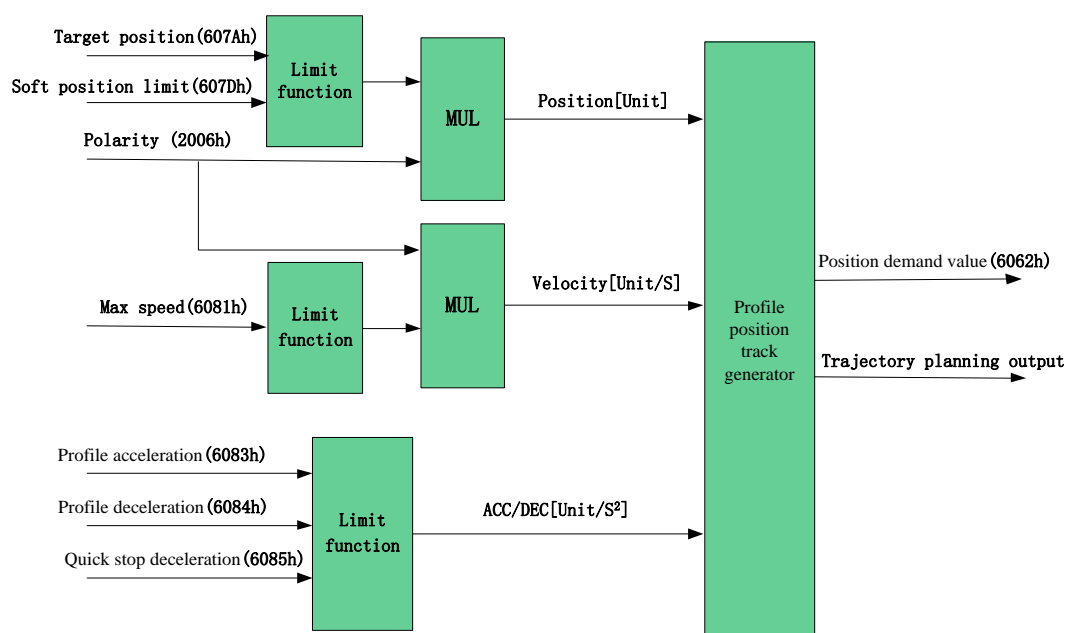 Target position(607Ah)
Soft position limit(607Dh)
Limit
function
Polarity (2006h)
MUL
Position[Unit]
Max speed(6081h)
Limit
function
MUL
Velocity[Unit/S]
Profile acceleration(6083h)
Profile deceleration(6084h)
Quick stop deceleration(6085h)
Limit
function
ACC/DEC[Unit/S²]
Profile
position
track
generator
Position demand value(6062h)
Trajectory planning output